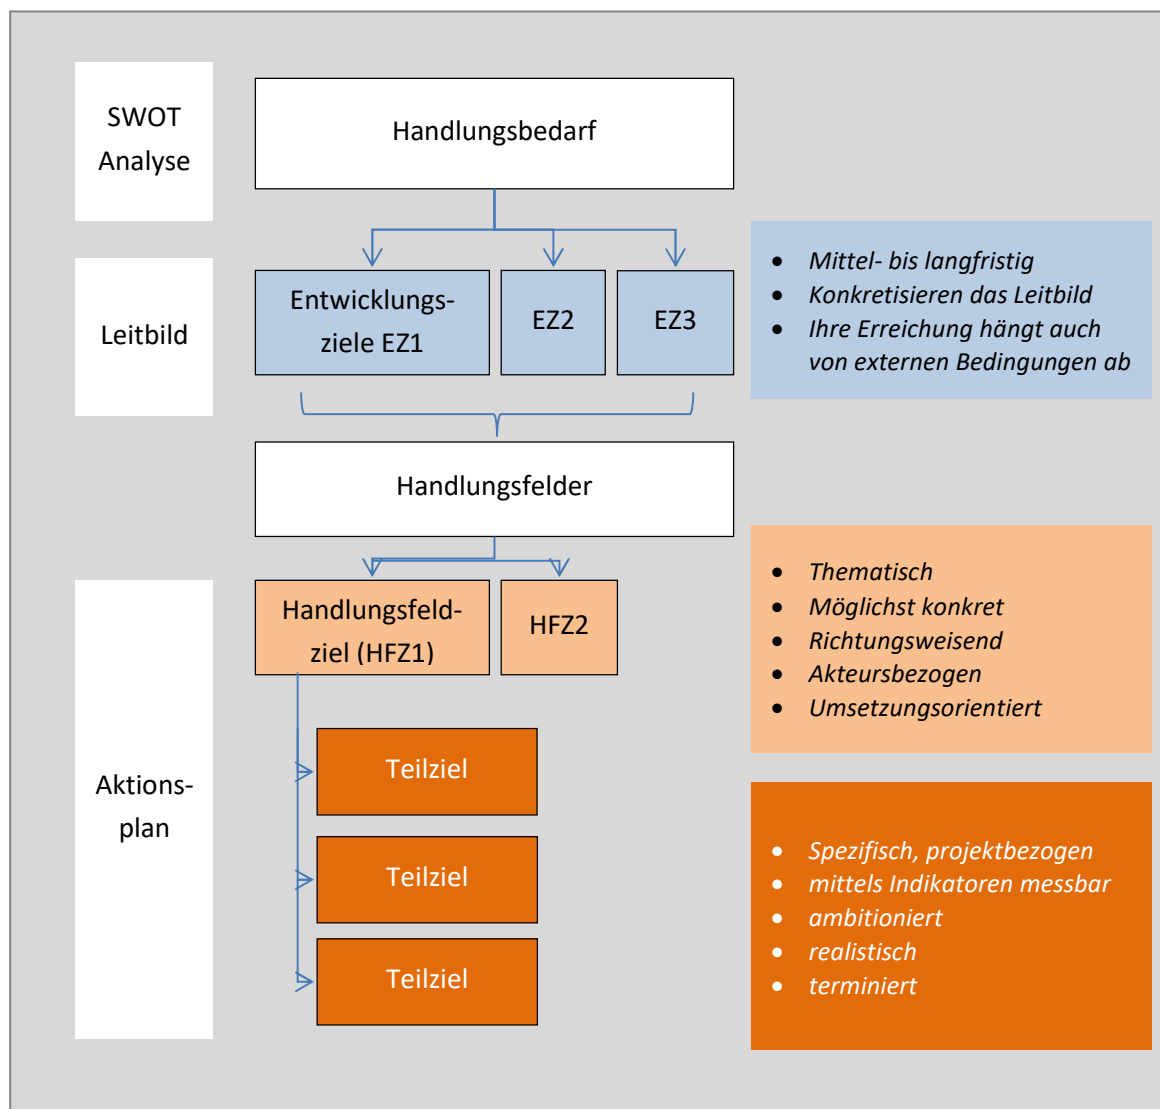 SWOT
Analyse
Handlungsbedarf
Leitbild
Entwicklungs-
ziele EZ1
EZ2
EZ3
• Mittel- bis langfristig
• Konkretisieren das Leitbild
• Ihre Erreichung hängt auch
von externen Bedingungen ab
Handlungsfelder
Aktions-
plan
Handlungsfeld-
ziel (HFZ1)
HFZ2
• Thematisch
• Möglichst konkret
• Richtungsweisend
• Akteursbezogen
• Umsetzungsorientiert
Teilziel
Teilziel
Teilziel
• Spezifisch, projektbezogen
• mittels Indikatoren messbar
• ambitioniert
• realistisch
• terminiert